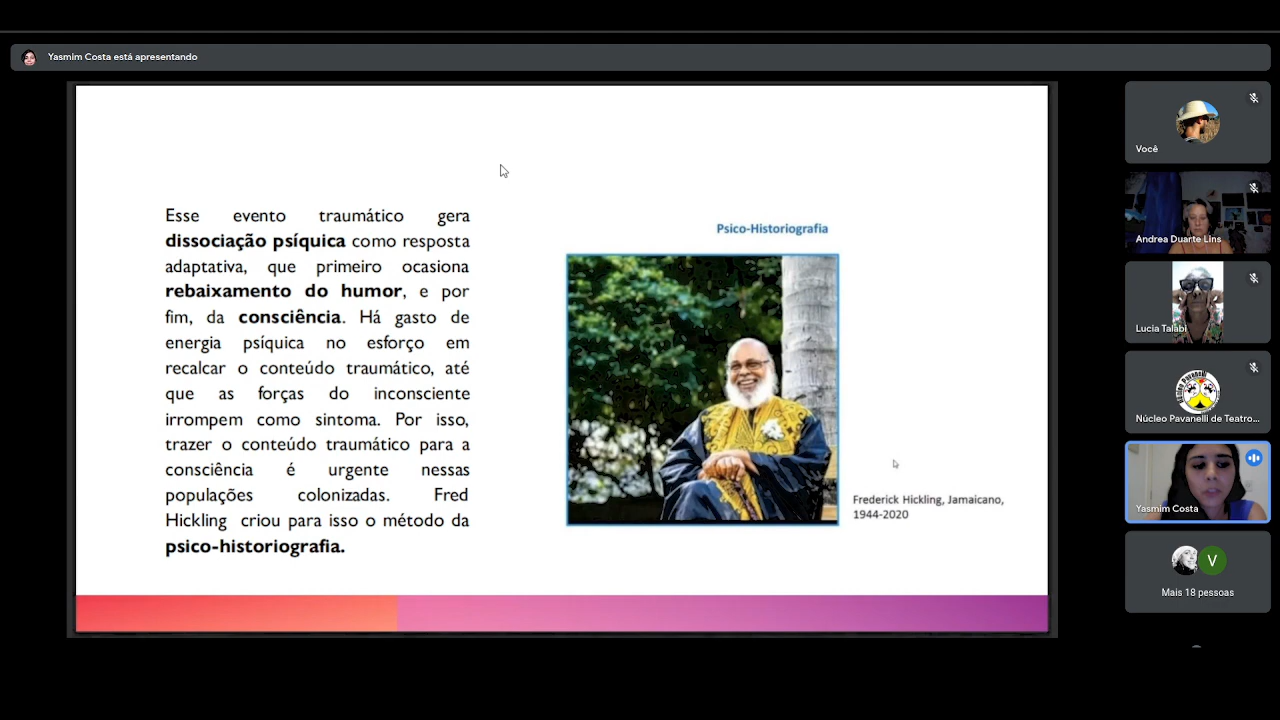 Yasmim Costa está apresentando
Esse evento traumático gera
dissociação psíquica como resposta
adaptativa, que primeiro ocasiona
rebaixamento do humor, e por
fim, da consciência. Há gasto de
energia psíquica no esforço em
recalcar o conteúdo traumático, até
que as forças do inconsciente
irrompem como sintoma. Por isso,
trazer o conteúdo traumático para a
consciência é urgente nessas
populações colonizadas. Fred
Hickling criou para isso o método da
psico-historiografia.
Psico-Historiografia
Frederick Hickling, Jamaicano,
1944-2020
Você
Andrea Duarte Lins
Lucia Talabi
Núcleo Pavanelli de Teatro...
Yasmim Costa
V
Mais 18 pessoas